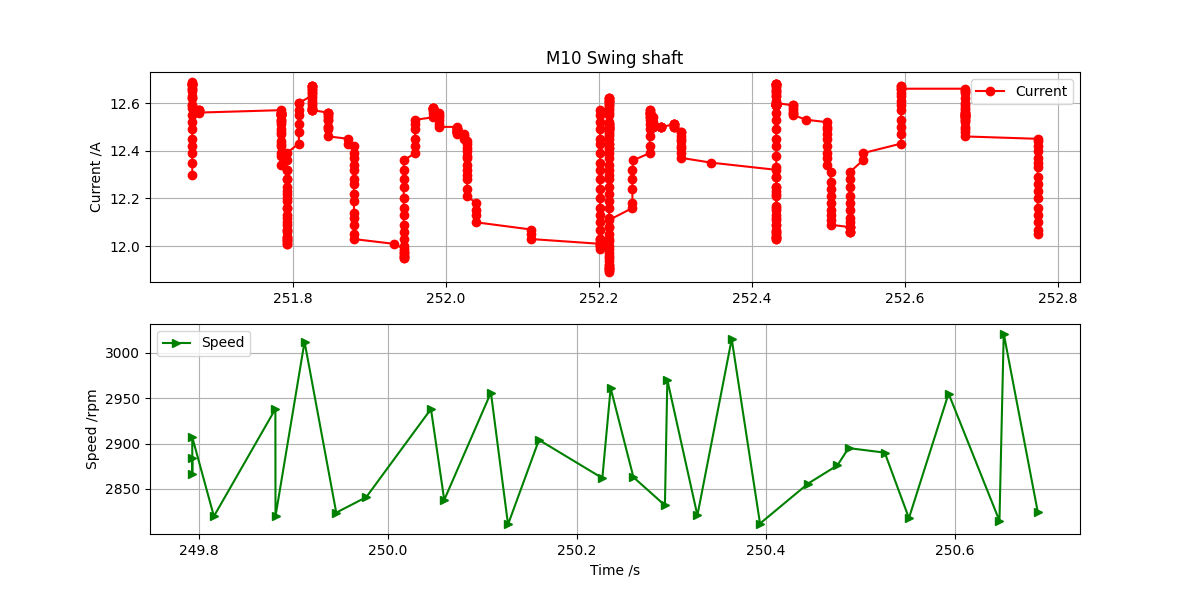 M10 Swing shaft
Current /A
12.6
12.4
12.2
12.0
Current
251.8 252.0 252.2 252.4 252.6 252.8
Speed /rpm
3000
2950
2900
2850
Speed
249.8 250.0 250.2 250.4 250.6
Time /s